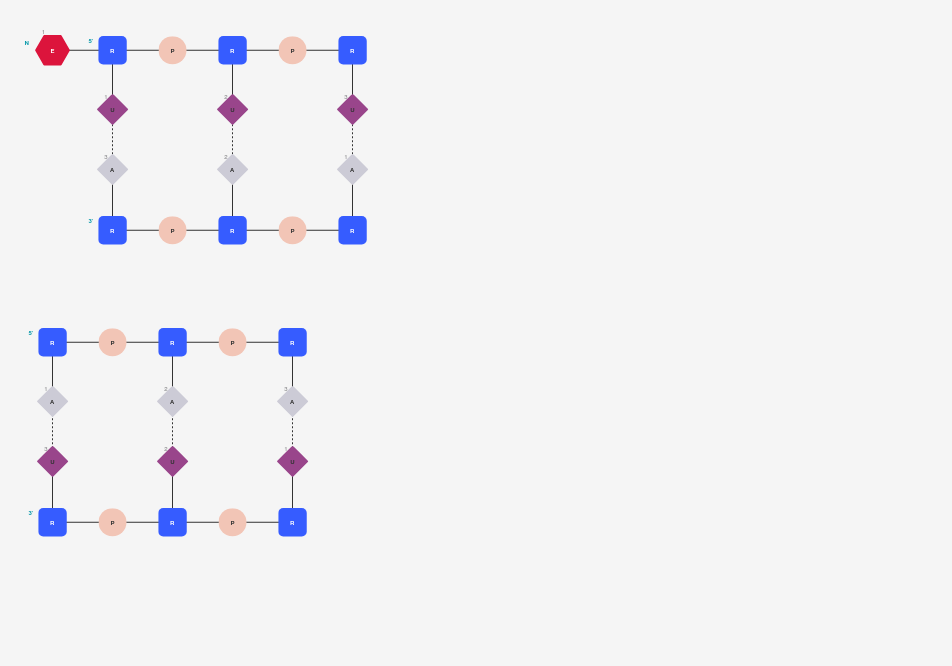 1
N E 5' R P R P R
1 U 2 U 3 U
3 A 2 A 1 A
3' R P R P R
5' R P R P R
1 A 2 A 3 A
3 U 2 U 1 U
3' R P R P R